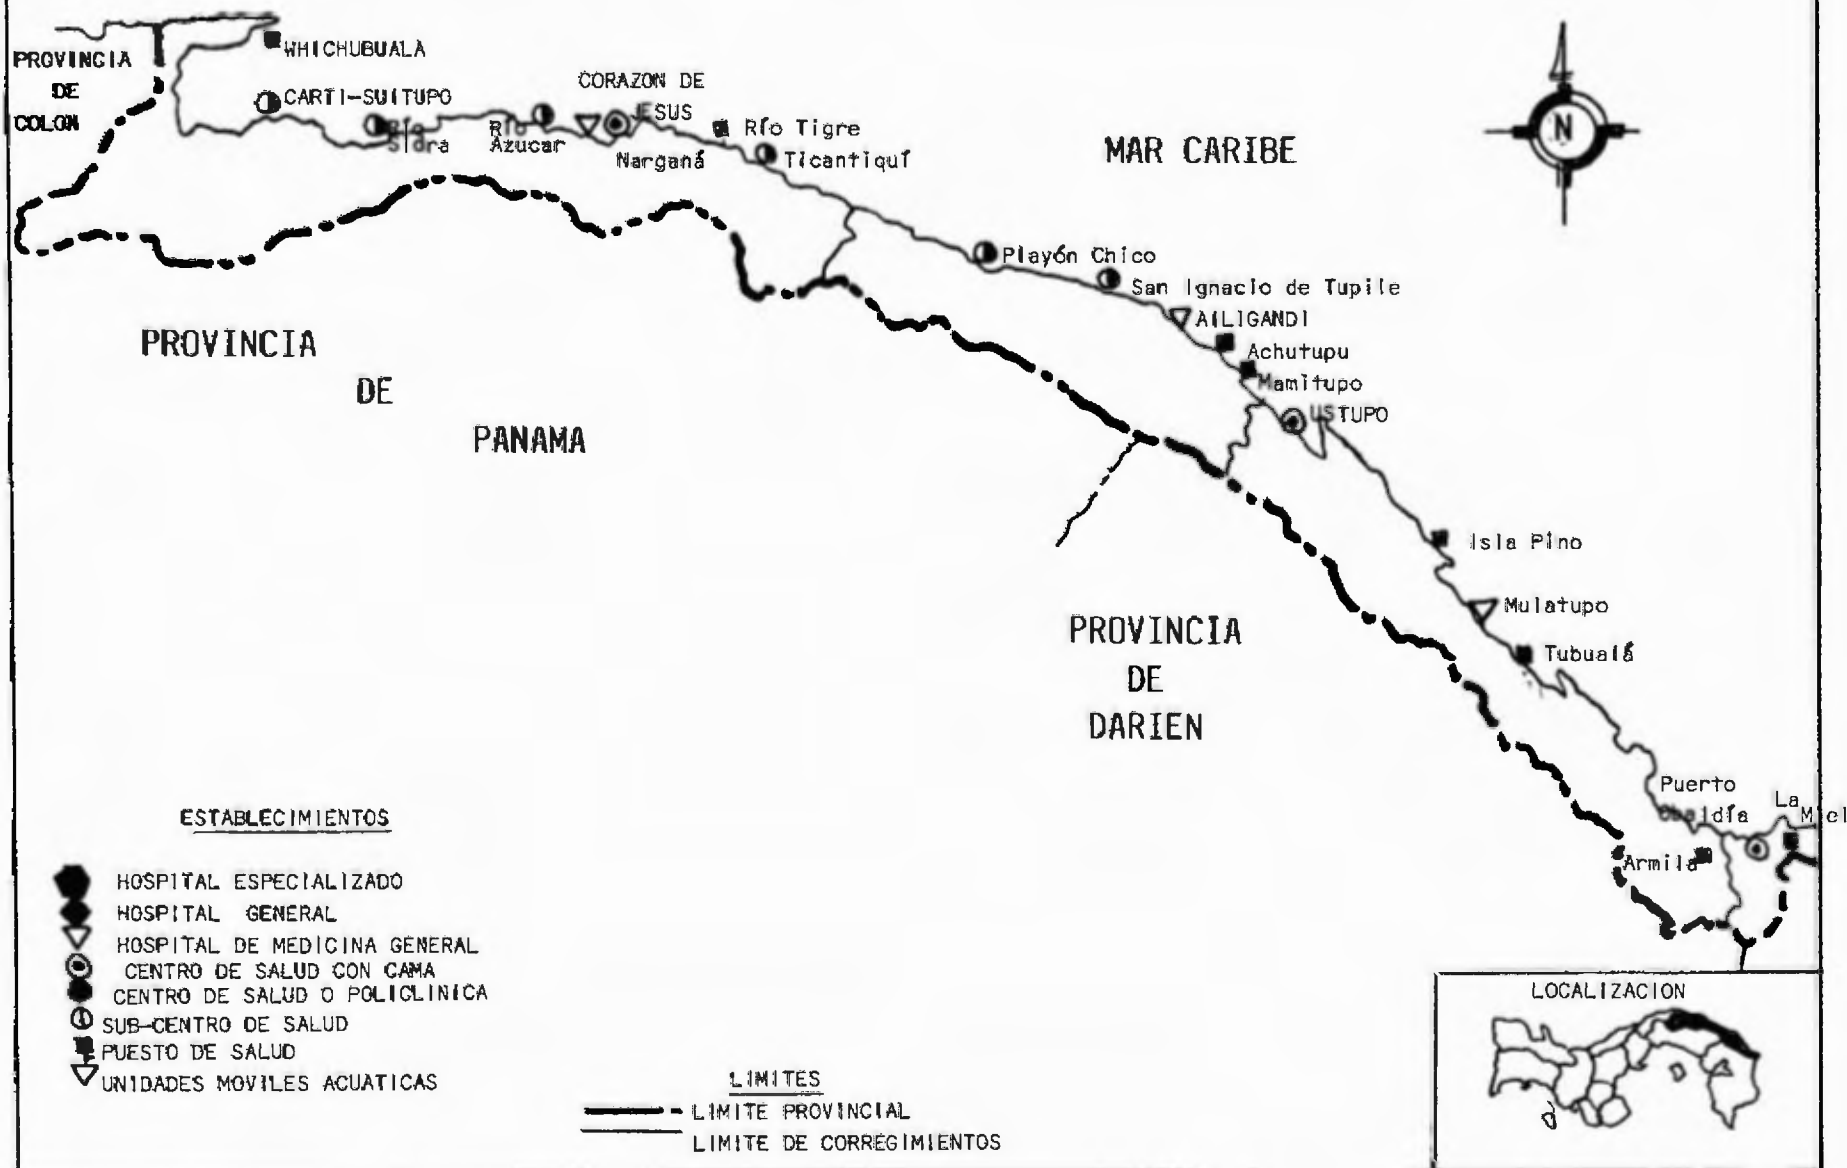 PROVINCIA
DE
COLON
WHICHUBUALA
CARTI-SUITUPO
Río
Sidra
Río
Azucar
CORAZON DE
JESUS
Narganá
Río Tigre
Ticantiquí
MAR CARIBE
N
Playón Chico
San Ignacio de Tupile
AILIGANDI
Achutupu
Mamitupo
USTUPO
PROVINCIA
DE
PANAMA
Isla Pino
Mulatupo
Tubualá
PROVINCIA
DE
DARIEN
Puerto
Obaldía
La
Miel
Armila
ESTABLECIMIENTOS
HOSPITAL ESPECIALIZADO
HOSPITAL GENERAL
HOSPITAL DE MEDICINA GENERAL
CENTRO DE SALUD CON CAMA
CENTRO DE SALUD O POLICLINICA
SUB-CENTRO DE SALUD
PUESTO DE SALUD
UNIDADES MOVILES ACUATICAS
LIMITES
LIMITE PROVINCIAL
LIMITE DE CORREGIMIENTOS
LOCALIZACION